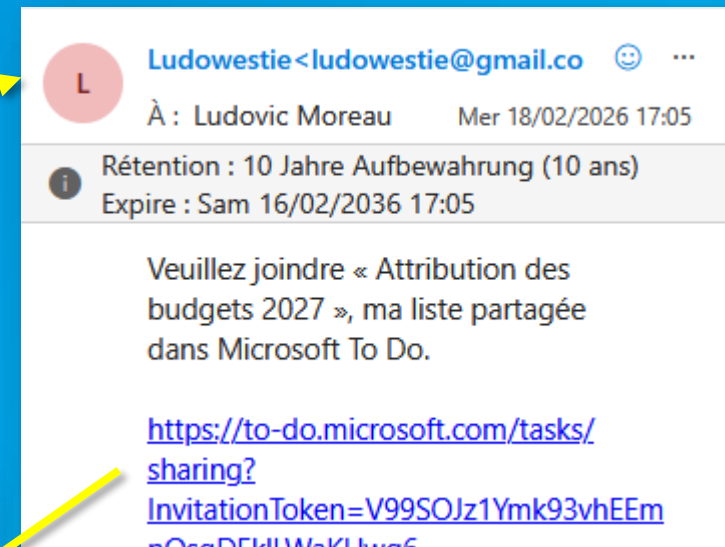 L
Ludowestie<ludowestie@gmail.co
À : Ludovic Moreau Mer 18/02/2026 17:05
Rétention : 10 Jahre Aufbewahrung (10 ans)
Expire : Sam 16/02/2036 17:05
Veuillez joindre « Attribution des
budgets 2027 », ma liste partagée
dans Microsoft To Do.
https://to-do.microsoft.com/tasks/
sharing?
InvitationToken=V99SOJz1Ymk93vhEEm